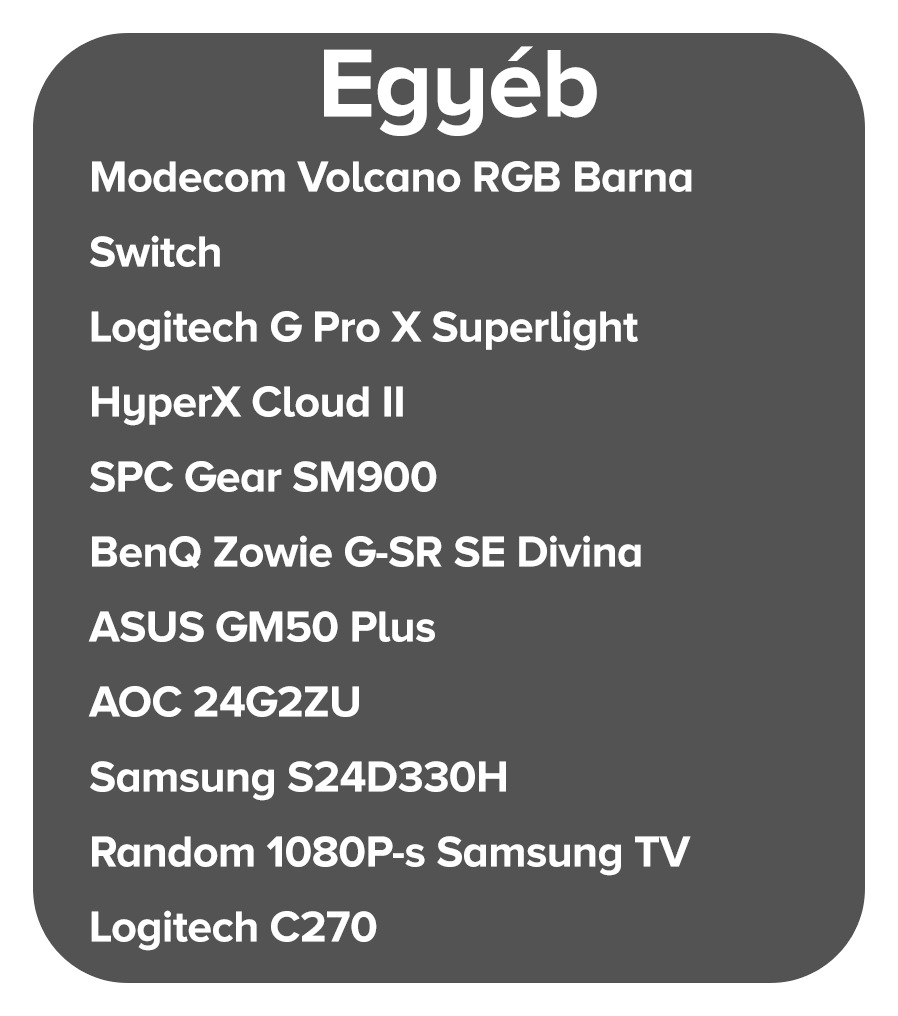 Egyéb
Modecom Volcano RGB Barna
Switch
Logitech G Pro X Superlight
HyperX Cloud II
SPC Gear SM900
BenQ Zowie G-SR SE Divina
ASUS GM50 Plus
AOC 24G2ZU
Samsung S24D330H
Random 1080P-s Samsung TV
Logitech C270